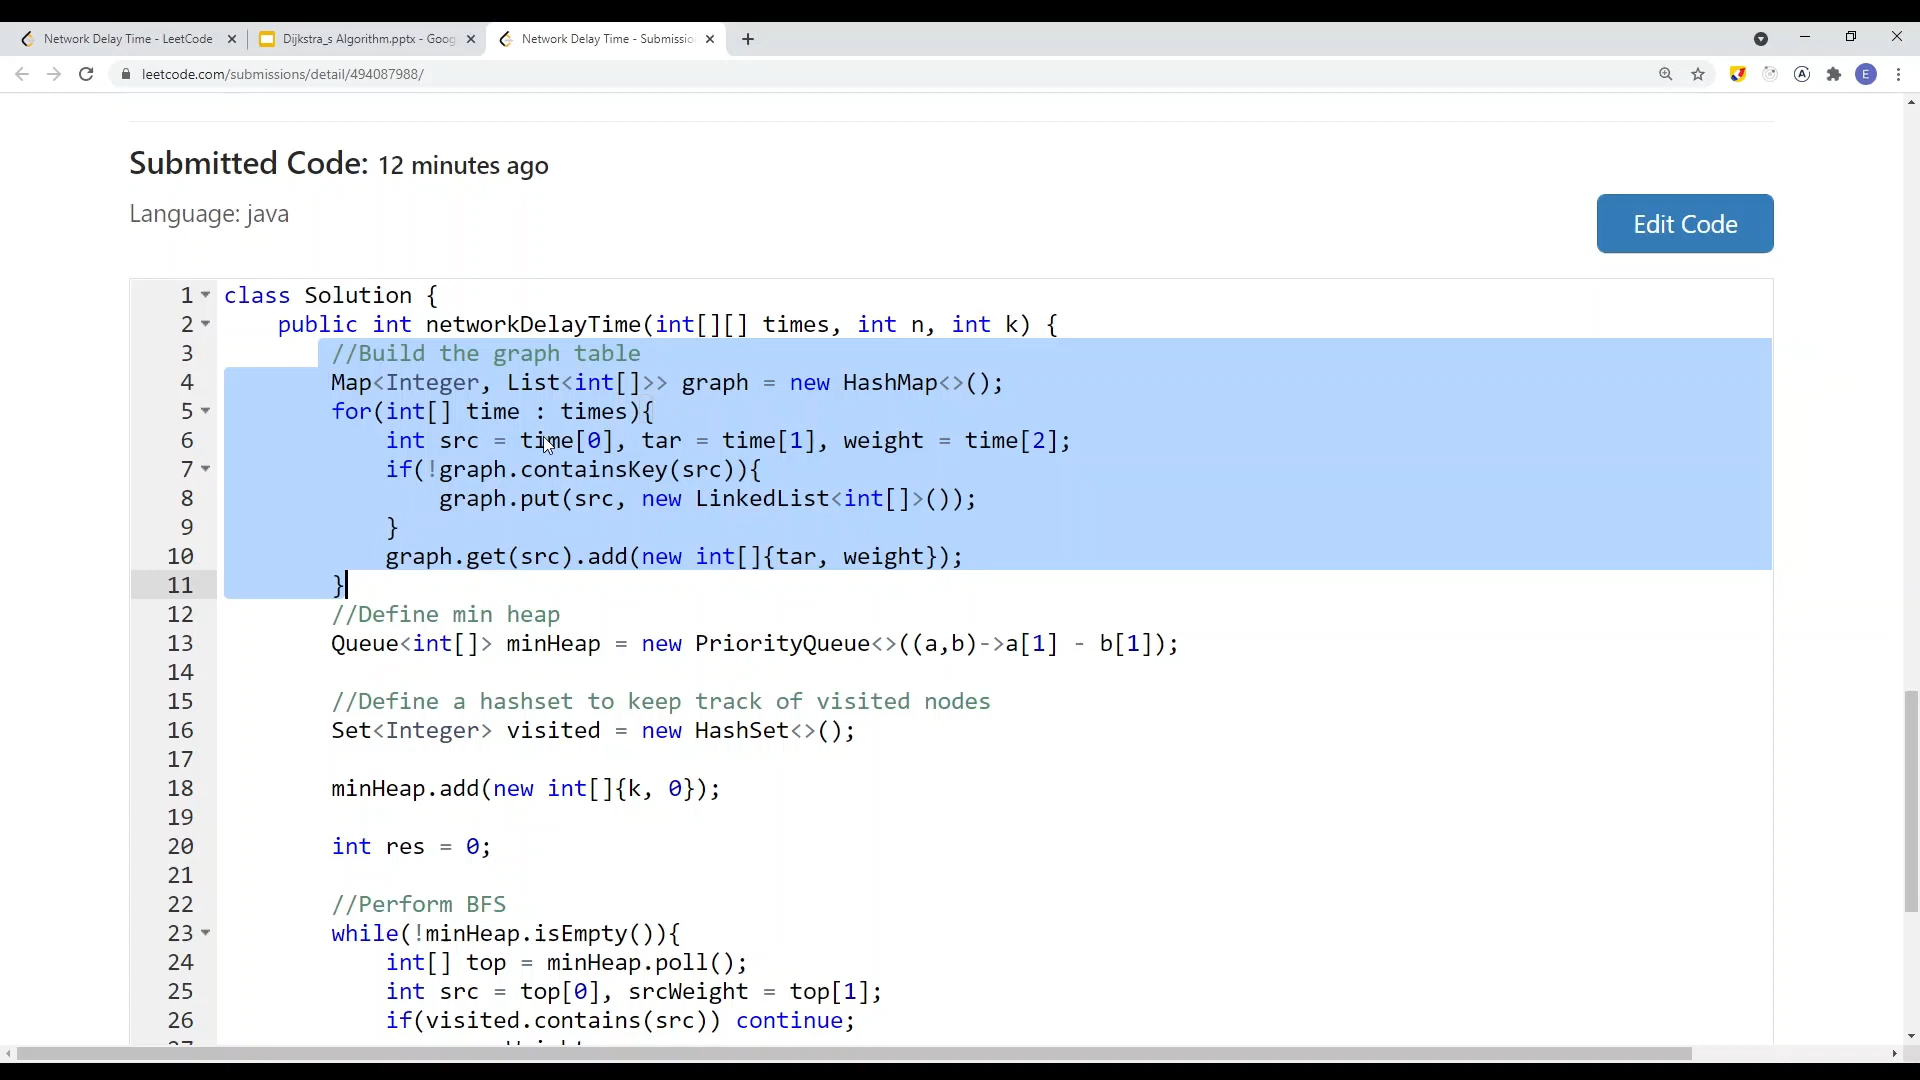 Network Delay Time - LeetCode
Dijkstra_s Algorithm.pptx - Goog
Network Delay Time - Submissio
leetcode.com/submissions/detail/494087988/
E
Submitted Code: 12 minutes ago
Language: java
Edit Code
1 class Solution {
2 public int networkDelayTime(int[][] times, int n, int k) {
3 //Build the graph table
4 Map<Integer, List<int[]>> graph = new HashMap<>();
5 for(int[] time : times){
6 int src = time[0], tar = time[1], weight = time[2];
7 if(!graph.containsKey(src)){
8 graph.put(src, new LinkedList<int[]>());
9 }
10 graph.get(src).add(new int[]{tar, weight});
11 }
12 //Define min heap
13 Queue<int[]> minHeap = new PriorityQueue<>((a,b)->a[1] - b[1]);
14
15 //Define a hashset to keep track of visited nodes
16 Set<Integer> visited = new HashSet<>();
17
18 minHeap.add(new int[]{k, 0});
19
20 int res = 0;
21
22 //Perform BFS
23 while(!minHeap.isEmpty()){
24 int[] top = minHeap.poll();
25 int src = top[0], srcWeight = top[1];
26 if(visited.contains(src)) continue;